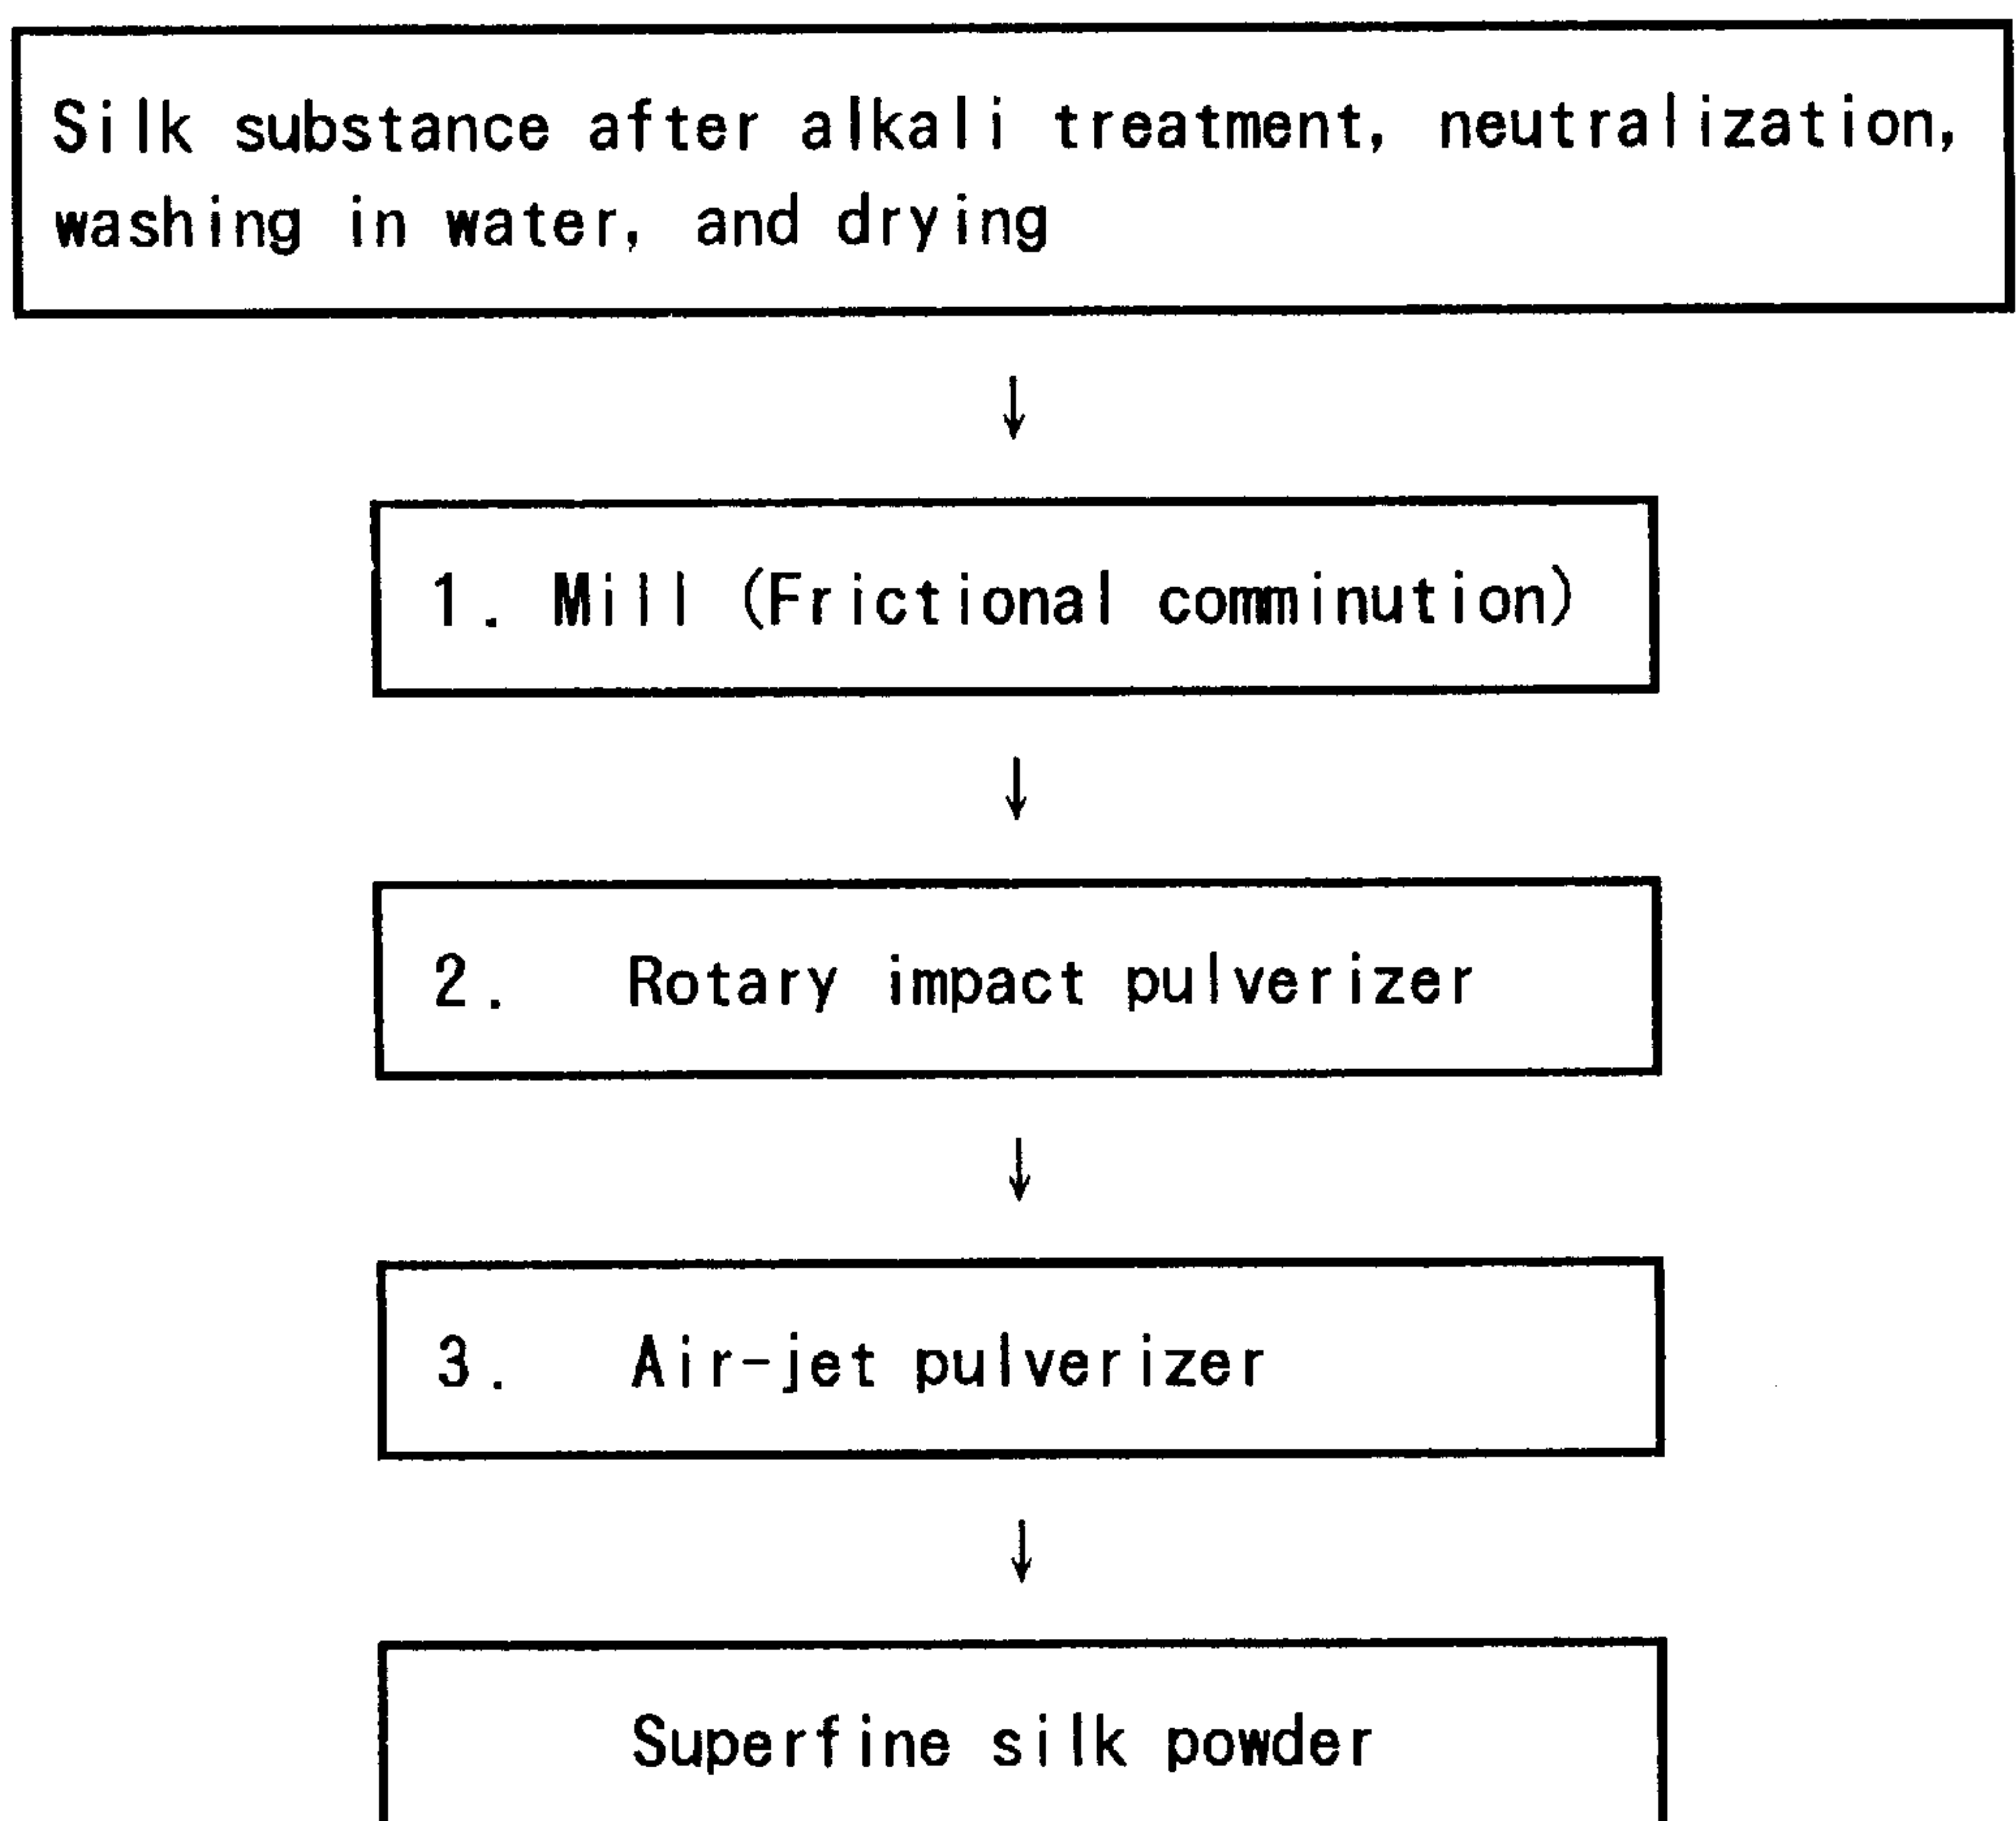 Silk substance after alkali treatment, neutralization,
washing in water, and drying
↓
1. Mill (Frictional comminution)
↓
2. Rotary impact pulverizer
↓
3. Air-jet pulverizer
↓
Superfine silk powder